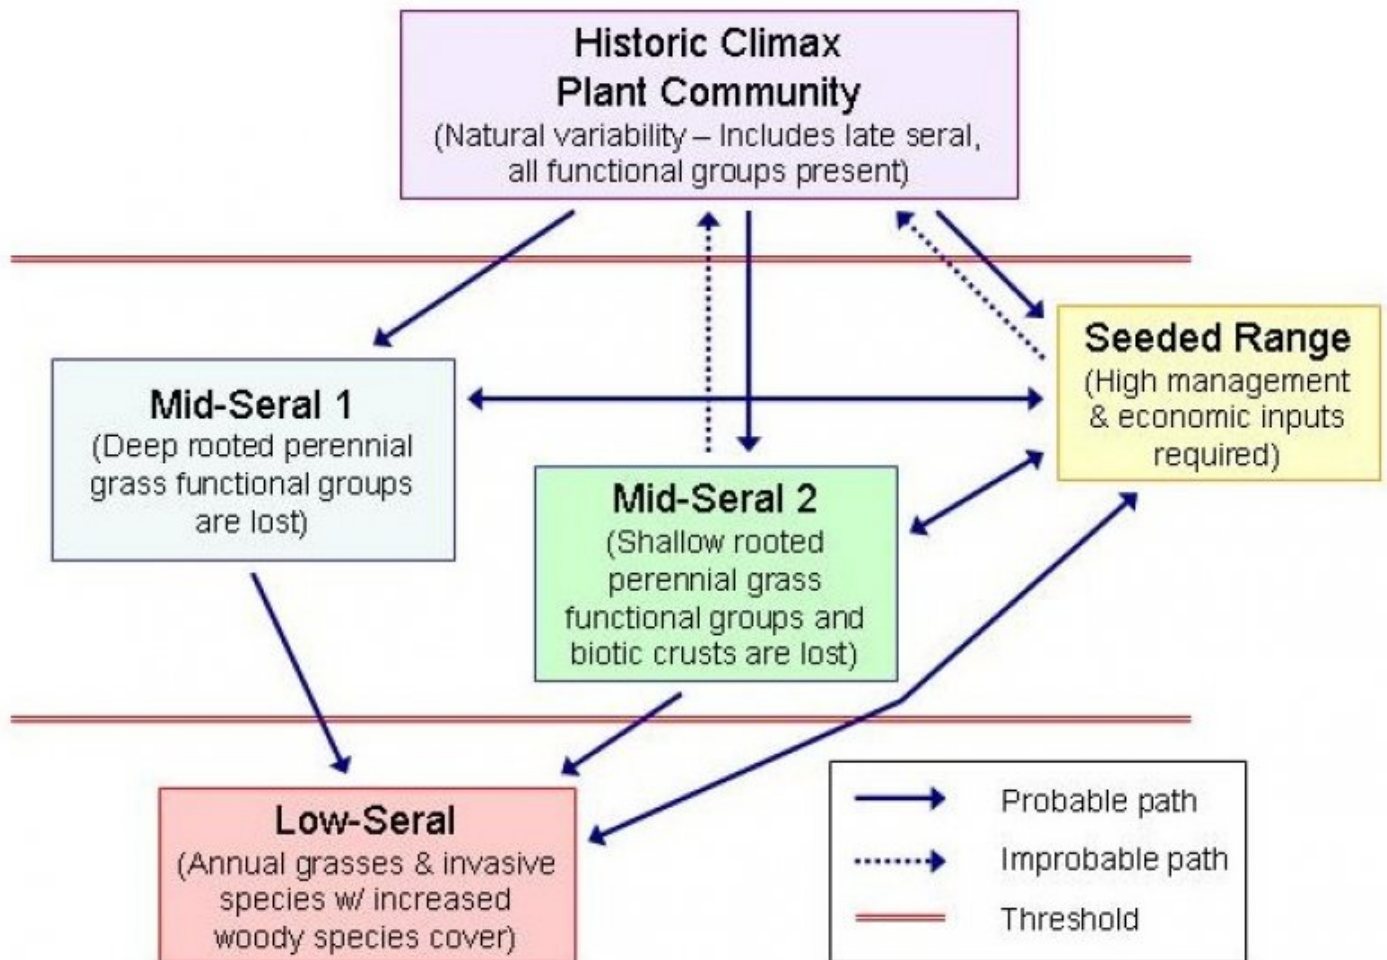 Historic Climax
Plant Community
(Natural variability – Includes late seral,
all functional groups present)
Seeded Range
(High management
& economic inputs
required)
Mid-Seral 1
(Deep rooted perennial
grass functional groups
are lost)
Mid-Seral 2
(Shallow rooted
perennial grass
functional groups and
biotic crusts are lost)
Low-Seral
(Annual grasses & invasive
species w/ increased
woody species cover)
Probable path
Improbable path
Threshold